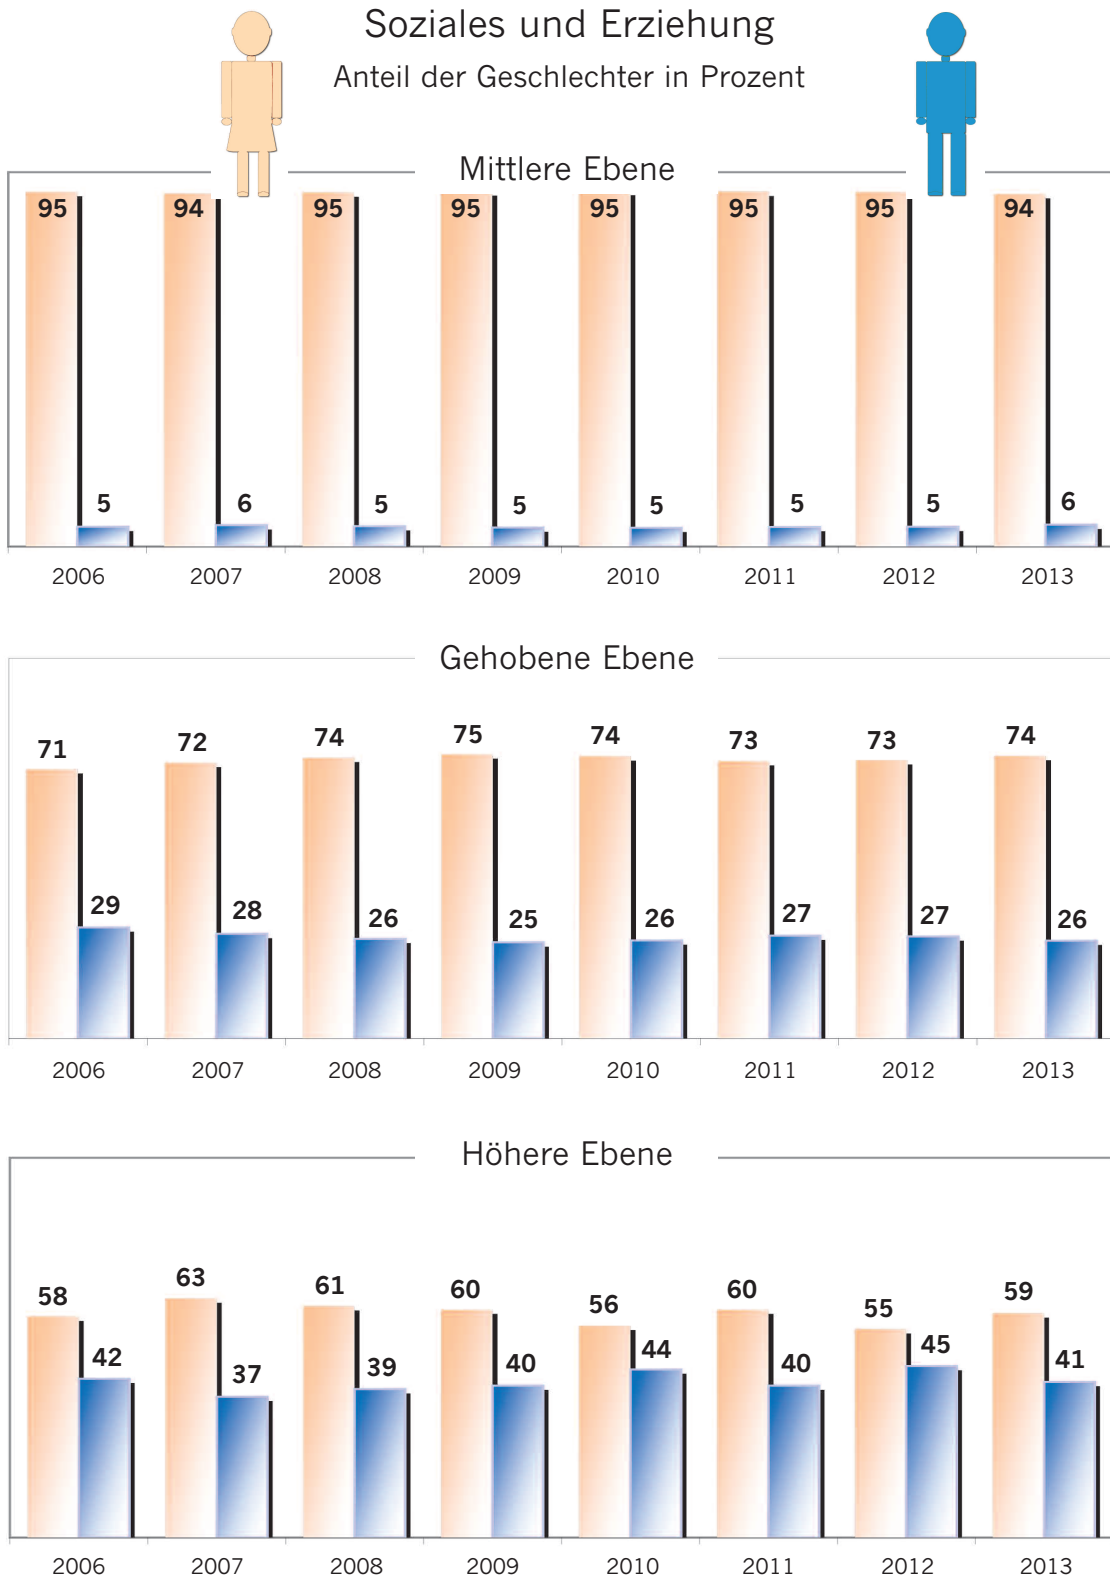 Soziales und Erziehung
Anteil der Geschlechter in Prozent
Mittlere Ebene
95 94 95 95 95 95 95 94
5 6 5 5 5 5 5 6
2006 2007 2008 2009 2010 2011 2012 2013
Gehobene Ebene
71 72 74 75 74 73 73 74
29 28 26 25 26 27 27 26
2006 2007 2008 2009 2010 2011 2012 2013
Höhere Ebene
58 63 61 60 56 60 55 59
42 37 39 40 44 40 45 41
2006 2007 2008 2009 2010 2011 2012 2013